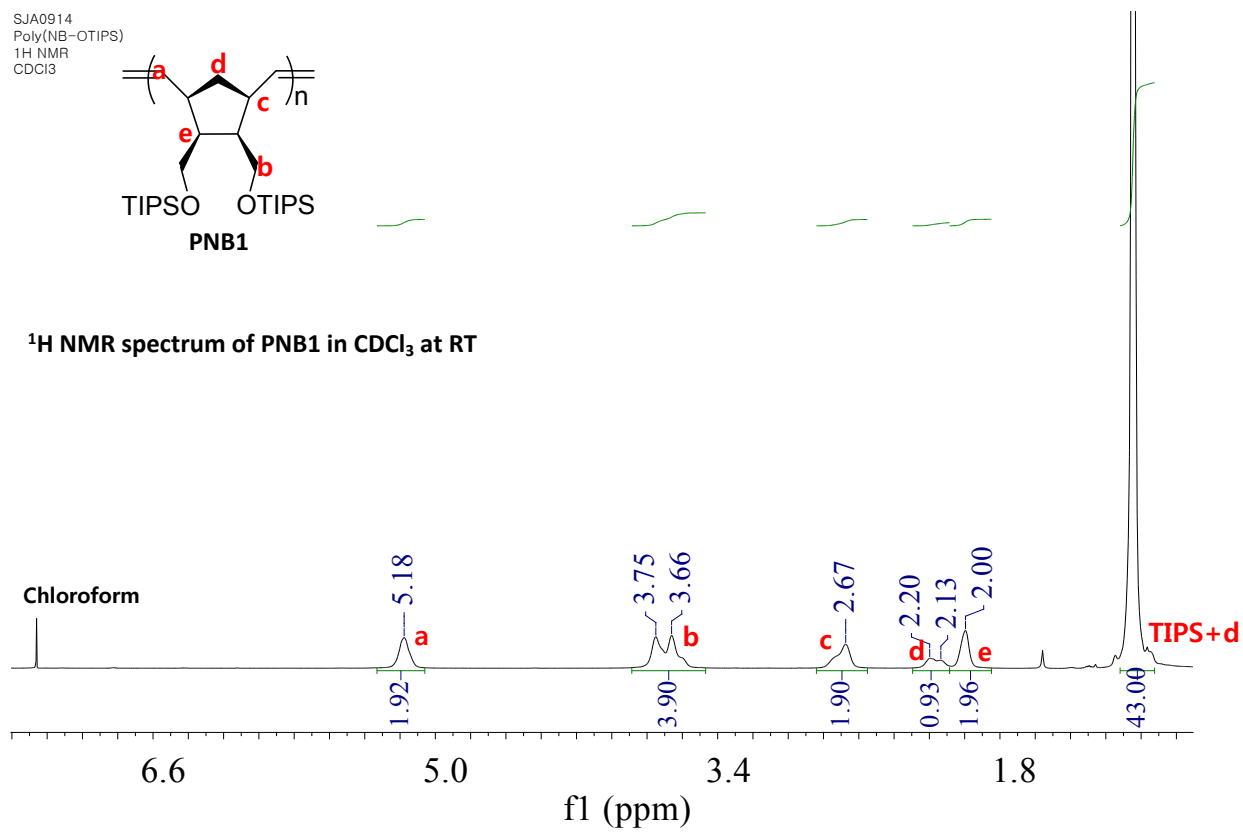 SJA0914
Poly(NB-OTIPS)
1H NMR
CDCl3
a
d
c
n
e
b
TIPSO
OTIPS
PNB1
¹H NMR spectrum of PNB1 in CDCl₃ at RT
Chloroform
5.18
3.75
3.66
2.67
2.20
2.13
2.00
a
b
c
d
e
TIPS+d
1.92
3.90
1.90
0.93
1.96
43.00
6.6
5.0
3.4
1.8
f1 (ppm)